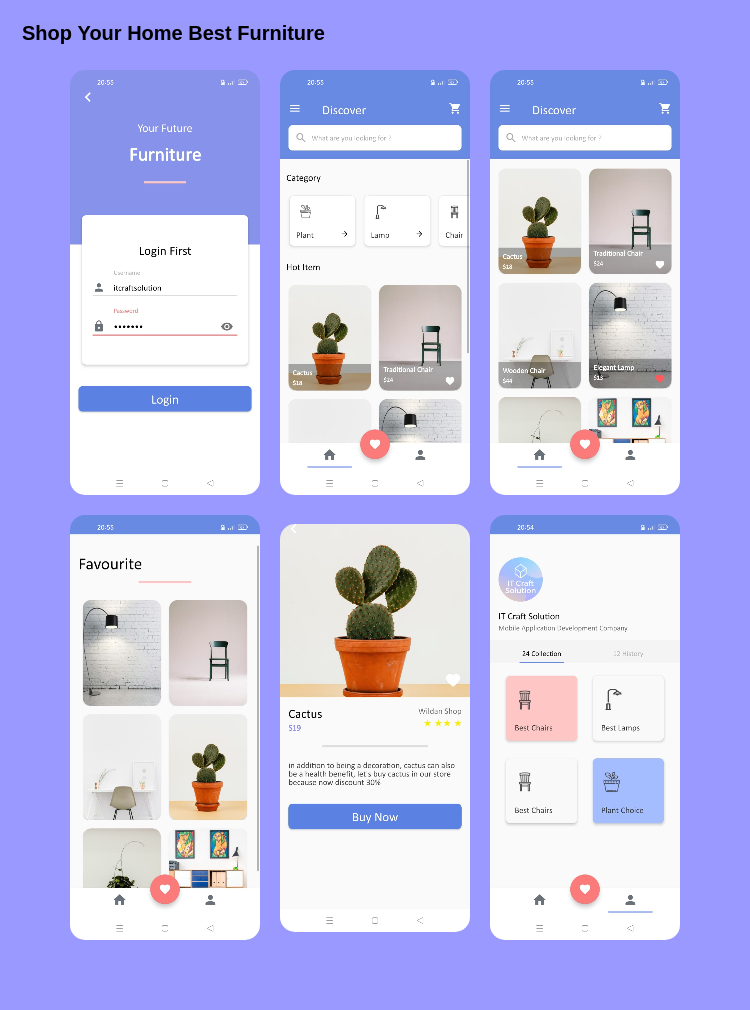 Shop Your Home Best Furniture
20:55
Your Future
Furniture
Login First
Username
itcraftsolution
Password
•••••••
Login
20:55
Discover
What are you looking for ?
Category
Plant
Lamp
Chair
Hot Item
Cactus
$18
Traditional Chair
$24
20:55
Discover
What are you looking for ?
Cactus
$18
Traditional Chair
$24
Wooden Chair
$44
Elegant Lamp
$15
20:55
Favourite
Cactus
Wildan Shop
$19
in addition to being a decoration, cactus can also
be a health benefit, let's buy cactus in our store
because now discount 30%
Buy Now
20:54
IT Craft
Solution
IT Craft Solution
Mobile Application Development Company
24 Collection
12 History
Best Chairs
Best Lamps
Best Chairs
Plant Choice